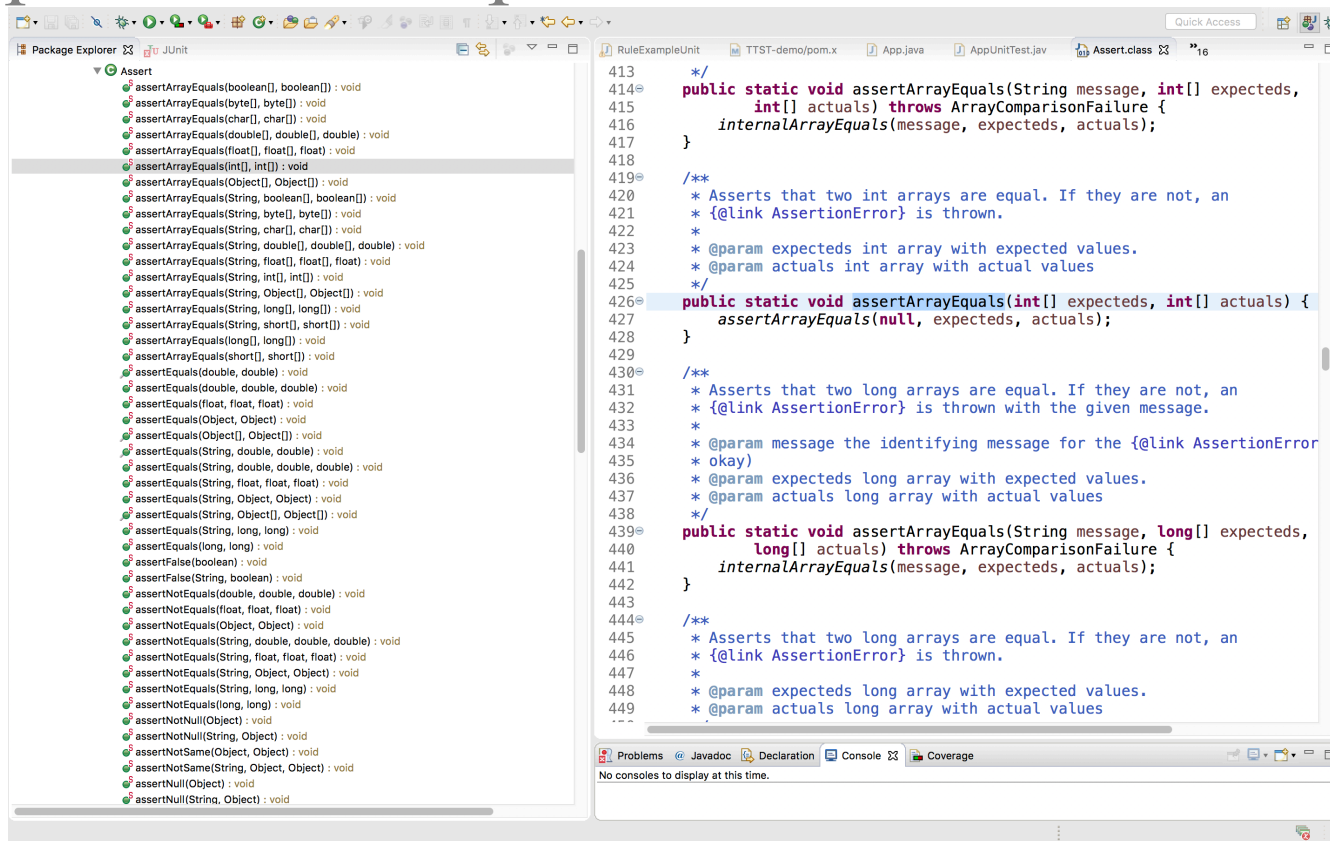 Quick Access
Package Explorer
JUnit
Assert
assertArrayEquals(boolean[], boolean[]) : void
assertArrayEquals(byte[], byte[]) : void
assertArrayEquals(char[], char[]) : void
assertArrayEquals(double[], double[], double) : void
assertArrayEquals(float[], float[], float) : void
assertArrayEquals(int[], int[]) : void
assertArrayEquals(Object[], Object[]) : void
assertArrayEquals(String, boolean[], boolean[]) : void
assertArrayEquals(String, byte[], byte[]) : void
assertArrayEquals(String, char[], char[]) : void
assertArrayEquals(String, double[], double[], double) : void
assertArrayEquals(String, float[], float[], float) : void
assertArrayEquals(String, int[], int[]) : void
assertArrayEquals(String, Object[], Object[]) : void
assertArrayEquals(String, long[], long[]) : void
assertArrayEquals(String, short[], short[]) : void
assertArrayEquals(long[], long[]) : void
assertArrayEquals(short[], short[]) : void
assertEquals(double, double) : void
assertEquals(double, double, double) : void
assertEquals(float, float, float) : void
assertEquals(Object, Object) : void
assertEquals(Object[], Object[]) : void
assertEquals(String, double, double) : void
assertEquals(String, double, double, double) : void
assertEquals(String, float, float, float) : void
assertEquals(String, Object, Object) : void
assertEquals(String, Object[], Object[]) : void
assertEquals(String, long, long) : void
assertEquals(long, long) : void
assertFalse(boolean) : void
assertFalse(String, boolean) : void
assertNotEquals(double, double, double) : void
assertNotEquals(float, float, float) : void
assertNotEquals(Object, Object) : void
assertNotEquals(String, double, double, double) : void
assertNotEquals(String, float, float, float) : void
assertNotEquals(String, Object, Object) : void
assertNotEquals(String, long, long) : void
assertNotEquals(long, long) : void
assertNotNull(Object) : void
assertNotNull(String, Object) : void
assertNotSame(Object, Object) : void
assertNotSame(String, Object, Object) : void
assertNull(Object) : void
assertNull(String, Object) : void
RuleExampleUnit TTST-demo/pom.x App.java AppUnitTest.jav Assert.class »16
413 */
414 public static void assertArrayEquals(String message, int[] expecteds,
415 int[] actuals) throws ArrayComparisonFailure {
416 internalArrayEquals(message, expecteds, actuals);
417 }
418
419 /**
420 * Asserts that two int arrays are equal. If they are not, an
421 * {@link AssertionError} is thrown.
422 *
423 * @param expecteds int array with expected values.
424 * @param actuals int array with actual values
425 */
426 public static void assertArrayEquals(int[] expecteds, int[] actuals) {
427 assertArrayEquals(null, expecteds, actuals);
428 }
429
430 /**
431 * Asserts that two long arrays are equal. If they are not, an
432 * {@link AssertionError} is thrown with the given message.
433 *
434 * @param message the identifying message for the {@link AssertionError
435 * okay)
436 * @param expecteds long array with expected values.
437 * @param actuals long array with actual values
438 */
439 public static void assertArrayEquals(String message, long[] expecteds,
440 long[] actuals) throws ArrayComparisonFailure {
441 internalArrayEquals(message, expecteds, actuals);
442 }
443
444 /**
445 * Asserts that two long arrays are equal. If they are not, an
446 * {@link AssertionError} is thrown.
447 *
448 * @param expecteds long array with expected values.
449 * @param actuals long array with actual values
Problems @ Javadoc Declaration Console Coverage
No consoles to display at this time.